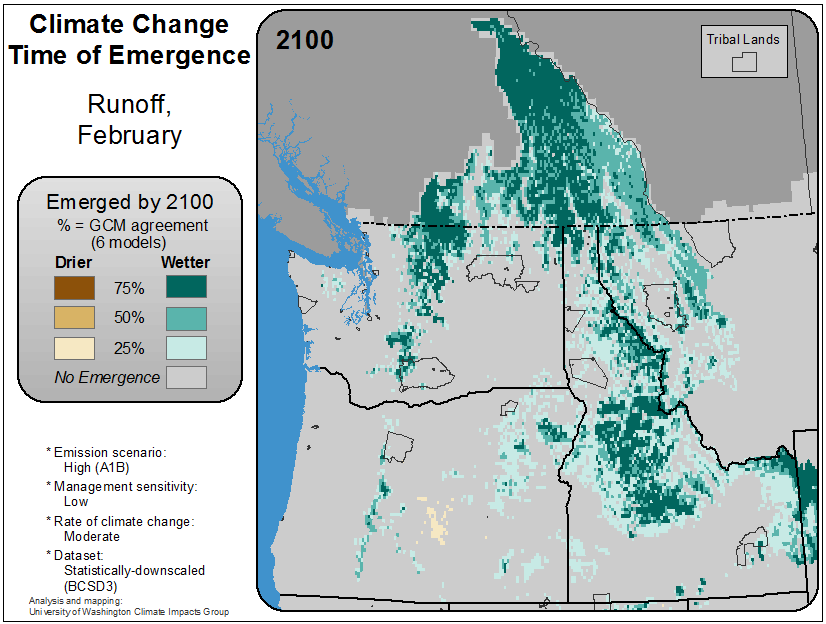 Climate Change
Time of Emergence
Runoff,
February
Emerged by 2100
% = GCM agreement
(6 models)
Drier Wetter
75%
50%
25%
No Emergence
* Emission scenario:
High (A1B)
* Management sensitivity:
Low
* Rate of climate change:
Moderate
* Dataset:
Statistically-downscaled
(BCSD3)
Analysis and mapping:
University of Washington Climate Impacts Group
2100
Tribal Lands